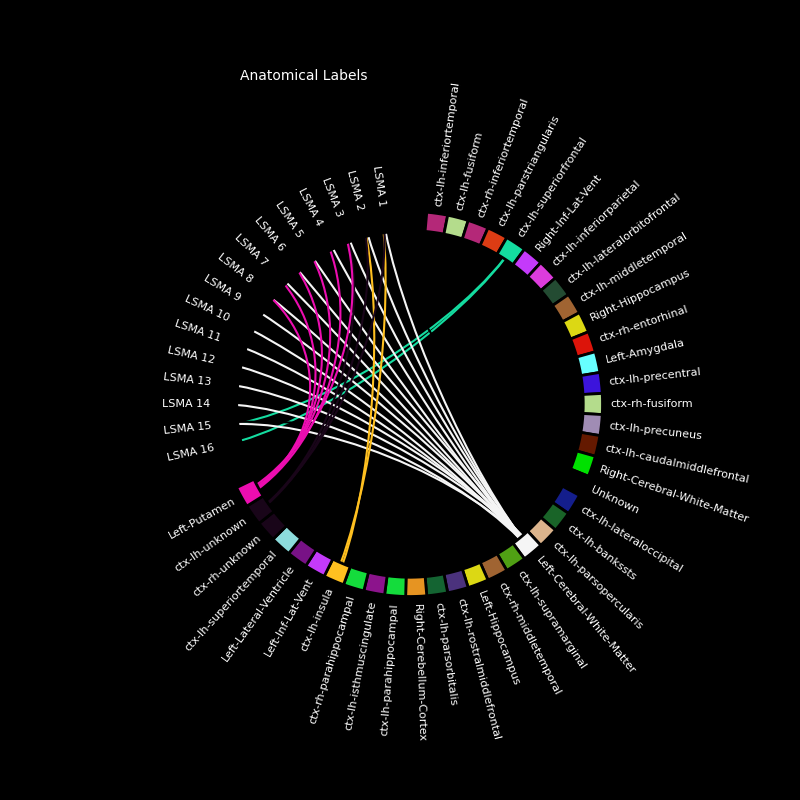 Anatomical Labels
ctx-lh-inferiortemporal
ctx-lh-fusiform
ctx-rh-inferiortemporal
ctx-lh-parstriangularis
ctx-lh-superiorfrontal
Right-Inf-Lat-Vent
ctx-lh-inferiorparietal
ctx-lh-lateralorbitofrontal
ctx-lh-middletemporal
Right-Hippocampus
ctx-rh-entorhinal
Left-Amygdala
ctx-lh-precentral
ctx-rh-fusiform
ctx-lh-precuneus
ctx-lh-caudalmiddlefrontal
Right-Cerebral-White-Matter
Unknown
ctx-lh-lateraloccipital
ctx-lh-bankssts
ctx-lh-parsopercularis
Left-Cerebral-White-Matter
ctx-lh-supramarginal
ctx-rh-middletemporal
Left-Hippocampus
ctx-lh-rostralmiddlefrontal
ctx-lh-parsorbitalis
Right-Cerebellum-Cortex
ctx-lh-parahippocampal
ctx-lh-isthmuscingulate
ctx-rh-parahippocampal
ctx-lh-insula
Left-Inf-Lat-Vent
Left-Lateral-Ventricle
ctx-lh-superiortemporal
ctx-rh-unknown
ctx-lh-unknown
Left-Putamen
LSMA 16
LSMA 15
LSMA 14
LSMA 13
LSMA 12
LSMA 11
LSMA 10
LSMA 9
LSMA 8
LSMA 7
LSMA 6
LSMA 5
LSMA 4
LSMA 3
LSMA 2
LSMA 1